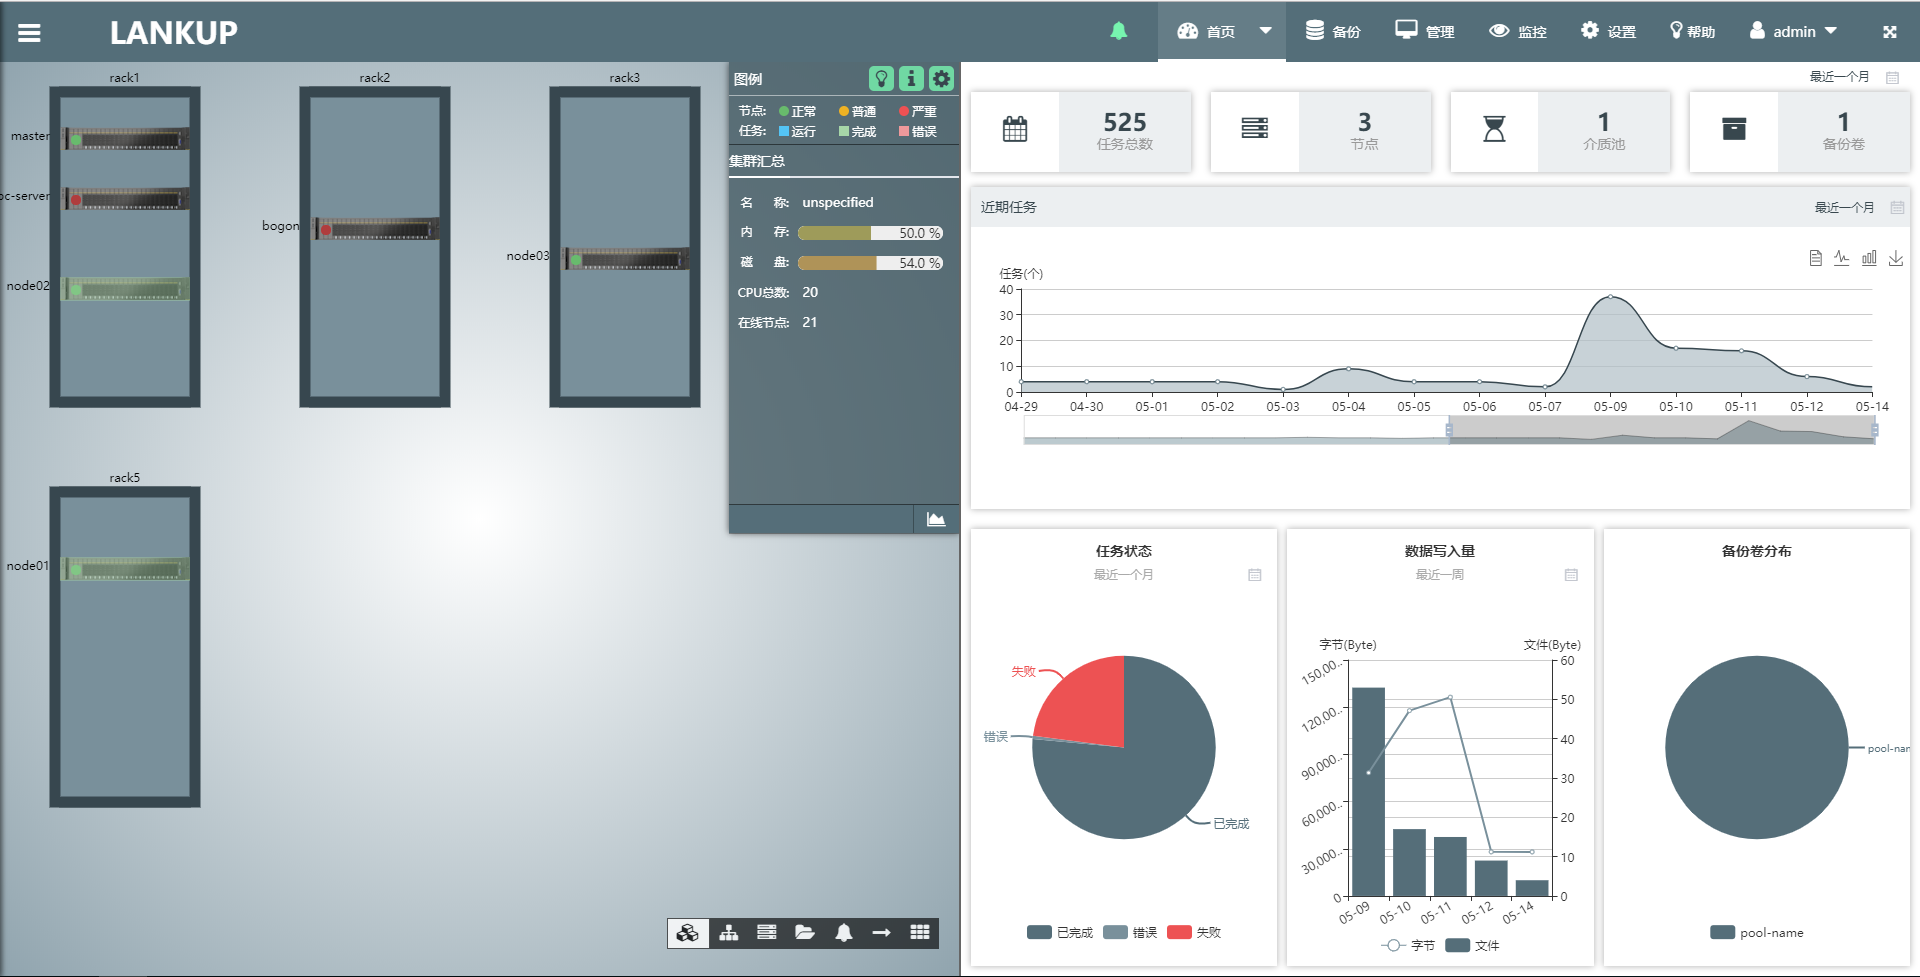 LANKUP
首页 备份 管理 监控 设置 帮助 admin
rack1
rack2
rack3
master
oc-server
node02
bogon
node03
rack5
node01
图例
节点: 正常 普通 严重
任务: 运行 完成 错误
集群汇总
名 称: unspecified
内 存: 50.0 %
磁 盘: 54.0 %
CPU总数: 20
在线节点: 21
最近一个月
525
任务总数
3
节点
1
介质池
1
备份卷
近期任务 最近一个月
任务(个)
40
30
20
10
0
04-29 04-30 05-01 05-02 05-03 05-04 05-05 05-06 05-07 05-09 05-10 05-11 05-12 05-14
任务状态
最近一个月
失败
错误
已完成
已完成 错误 失败
数据写入量
最近一周
字节(Byte) 文件(Byte)
150,00..
120,00..
90,000..
60,000..
30,000..
0
60
50
40
30
20
10
0
05-09 05-10 05-11 05-12 05-14
字节 文件
备份卷分布
pool-nar
pool-name